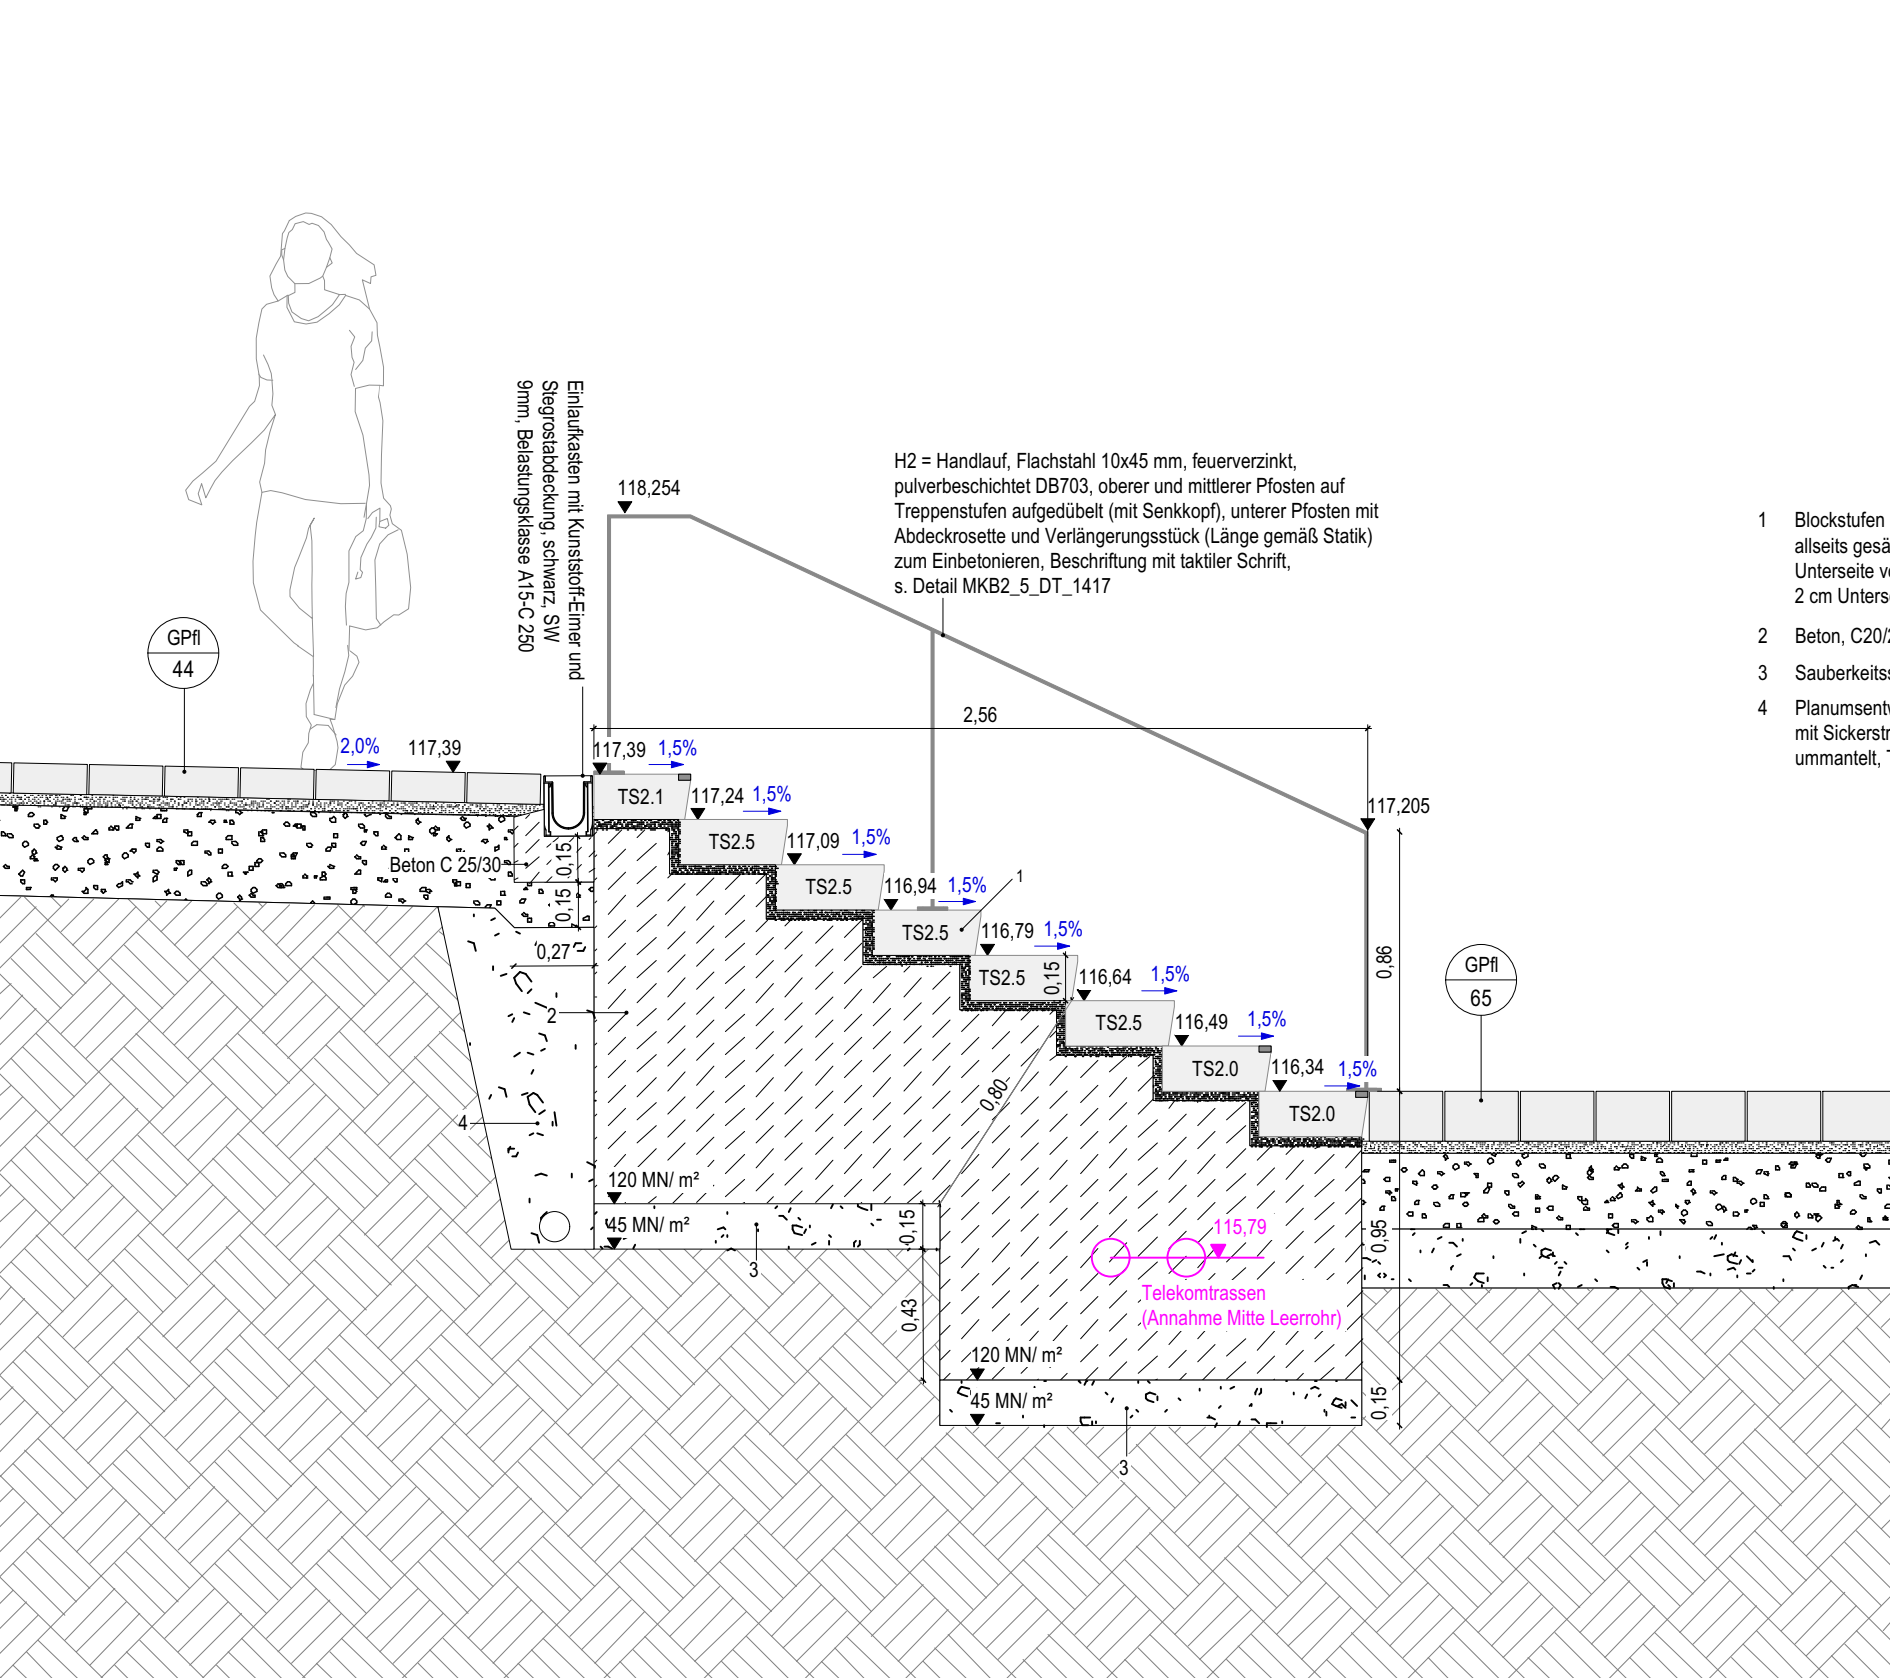 Einlaufkasten mit Kunststoff-Eimer und
Stegrostabdeckung, schwarz, SW
9mm, Belastungsklasse A15-C 250
118,254
H2 = Handlauf, Flachstahl 10x45 mm, feuerverzinkt,
pulverbeschichtet DB703, oberer und mittlerer Pfosten auf
Treppenstufen aufgedübelt (mit Senkkopf), unterer Pfosten mit
Abdeckrosette und Verlängerungsstück (Länge gemäß Statik)
zum Einbetonieren, Beschriftung mit taktiler Schrift,
s. Detail MKB2_5_DT_1417
1 Blockstufen
allseits gesä
Unterseite v
2 cm Unters
2 Beton, C20/2
3 Sauberkeits
4 Planumsent
mit Sickerstr
ummantelt, T
GPfl
44
2,0%
117,39
2,56
117,39
1,5%
TS2.1
117,24
1,5%
TS2.5
117,09
1,5%
TS2.5
116,94
1,5%
TS2.5
1
116,79
1,5%
TS2.5
0,15
116,64
1,5%
TS2.5
116,49
1,5%
TS2.0
116,34
1,5%
TS2.0
117,205
0,86
GPfl
65
Beton C 25/30
0,15
0,15
0,27
2
4
0,80
120 MN/ m²
45 MN/ m²
0,15
3
0,43
115,79
Telekomtrassen
(Annahme Mitte Leerrohr)
0,95
120 MN/ m²
45 MN/ m²
0,15
3